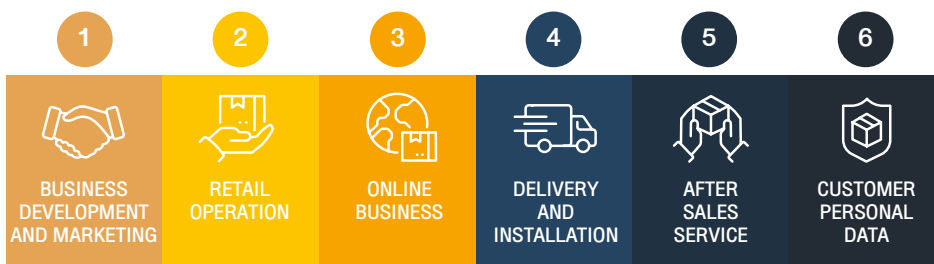 1
2
3
4
5
6
BUSINESS
DEVELOPMENT
AND MARKETING
RETAIL
OPERATION
ONLINE
BUSINESS
DELIVERY
AND
INSTALLATION
AFTER
SALES
SERVICE
CUSTOMER
PERSONAL
DATA